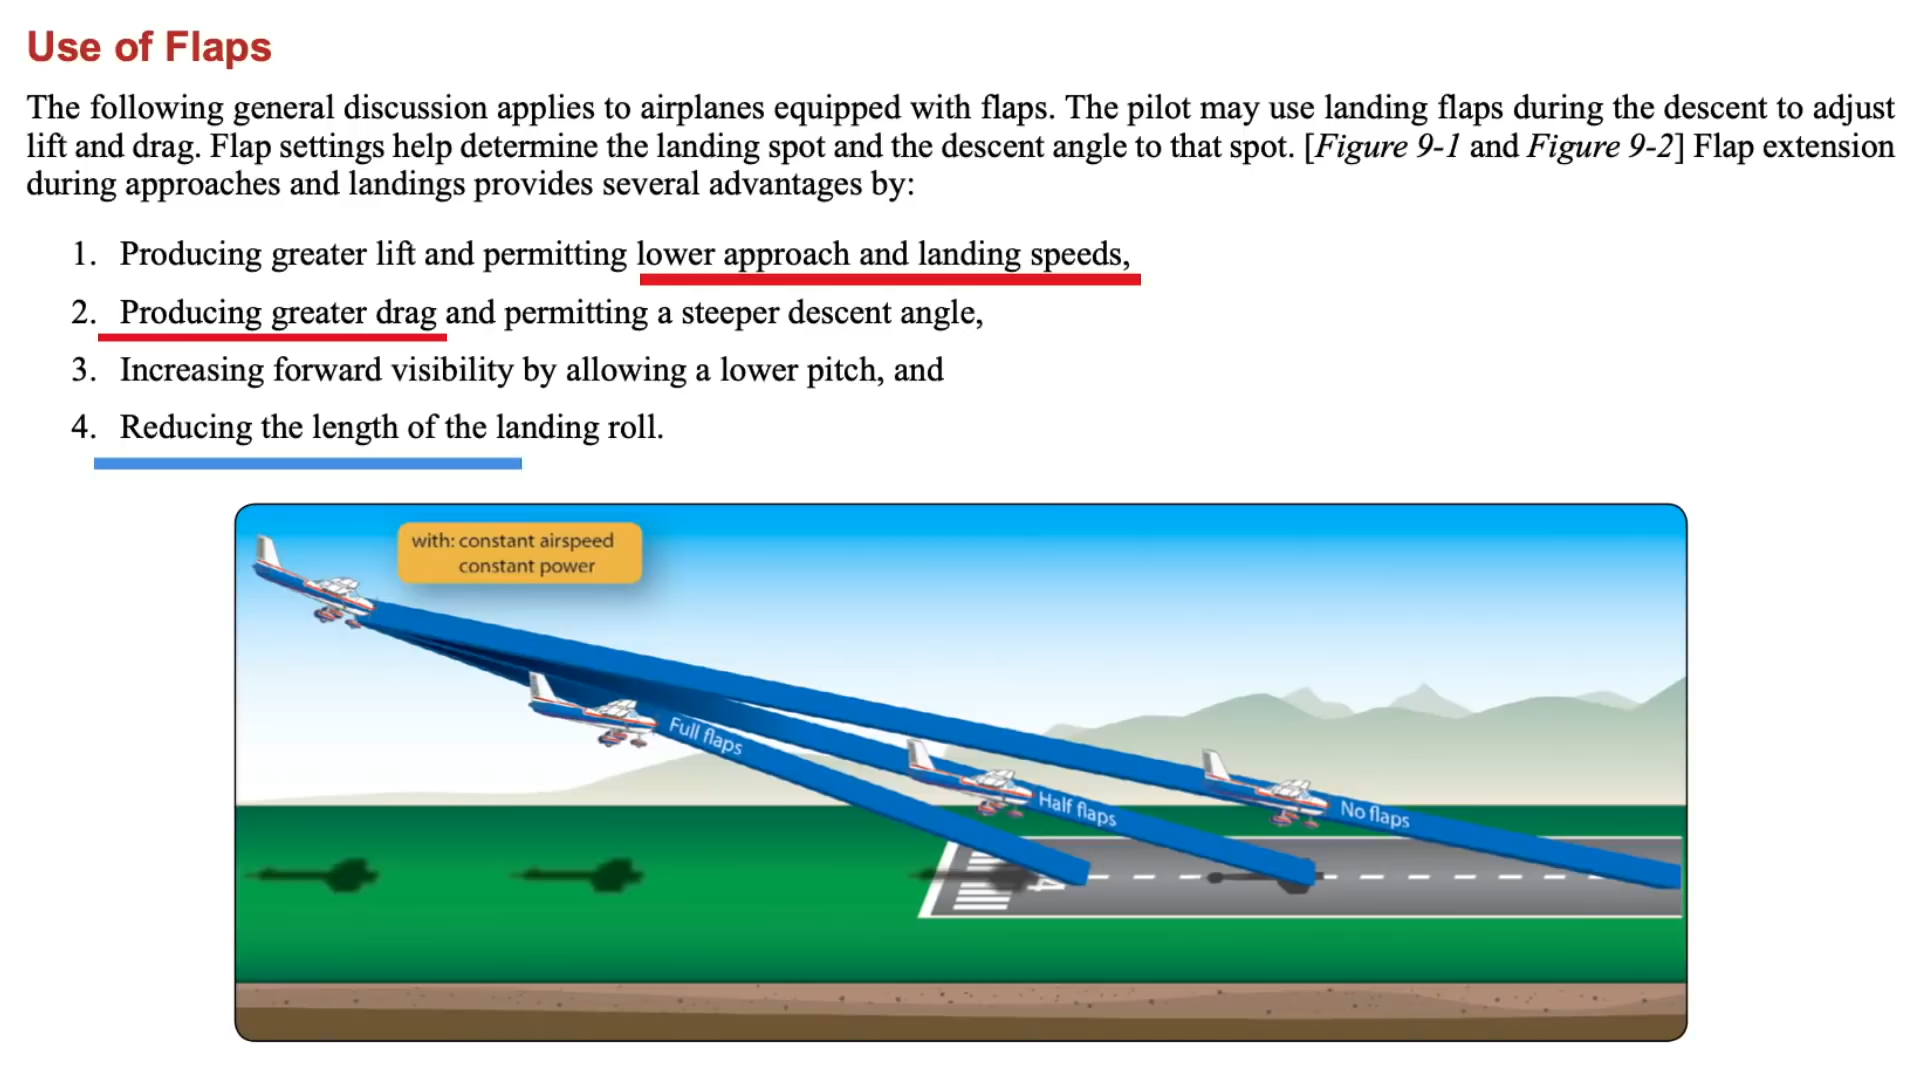 Use of Flaps
The following general discussion applies to airplanes equipped with flaps. The pilot may use landing flaps during the descent to adjust
lift and drag. Flap settings help determine the landing spot and the descent angle to that spot. [Figure 9-1 and Figure 9-2] Flap extension
during approaches and landings provides several advantages by:
1. Producing greater lift and permitting lower approach and landing speeds,
2. Producing greater drag and permitting a steeper descent angle,
3. Increasing forward visibility by allowing a lower pitch, and
4. Reducing the length of the landing roll.
with: constant airspeed
constant power
Full flaps
Half flaps
No flaps